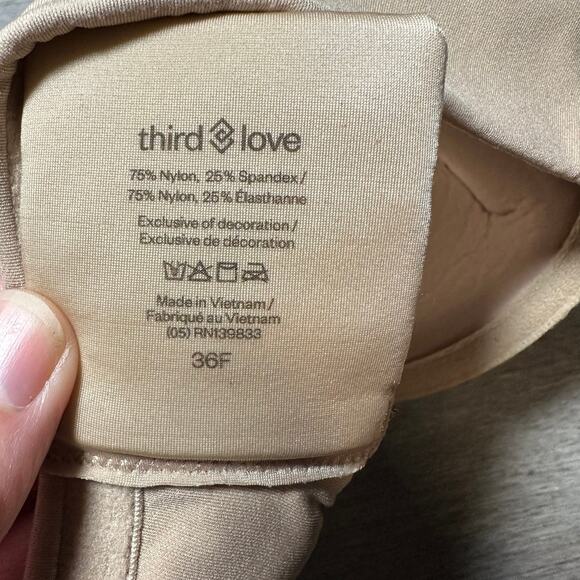 third love
75% Nylon, 25% Spandex /
75% Nylon, 25% Élasthanne
Exclusive of decoration /
Exclusive de décoration
Made in Vietnam /
Fabriqué au Vietnam
(05) RN139833
36F